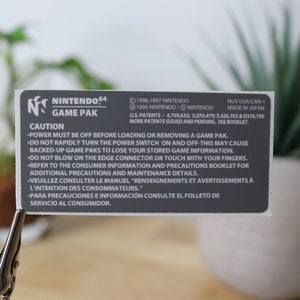 NINTENDO⁶⁴
GAME PAK
©1996,1997 NINTENDO
NUS-USA/CAN-1
Ⓜ1995 NINTENDO / Ⓟ NINTENDO
MADE IN JAPAN
U.S. PATENTS : 4,799,635; 5,070,479; 5,426,762 & D376,795
MORE PATENTS ISSUED AND PENDING. SEE BOOKLET.
CAUTION
•POWER MUST BE OFF BEFORE LOADING OR REMOVING A GAME PAK.
•DO NOT RAPIDLY TURN THE POWER SWITCH ON AND OFF-THIS MAY CAUSE
BACKED-UP GAME PAKS TO LOSE YOUR STORED GAME INFORMATION.
•DO NOT BLOW ON THE EDGE CONNECTOR OR TOUCH WITH YOUR FINGERS.
•REFER TO THE CONSUMER INFORMATION AND PRECAUTIONS BOOKLET FOR
ADDITIONAL PRECAUTIONS AND MAINTENANCE DETAILS.
•VEUILLEZ CONSULTER LE MANUEL "RENSEIGNEMENTS ET AVERTISSEMENTS À
L'INTENTION DES CONSOMMATEURS."
•PARA PRECAUCIONES E INFORMACIÓN CONSULTE EL FOLLETO DE
SERVICIO AL CONSUMIDOR.